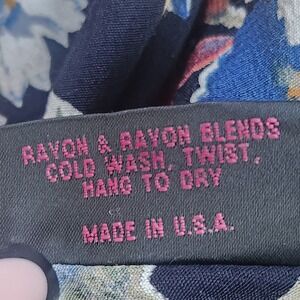 RAYON & RAYON BLENDS
COLD WASH, TWIST,
HANG TO DRY
MADE IN U.S.A.